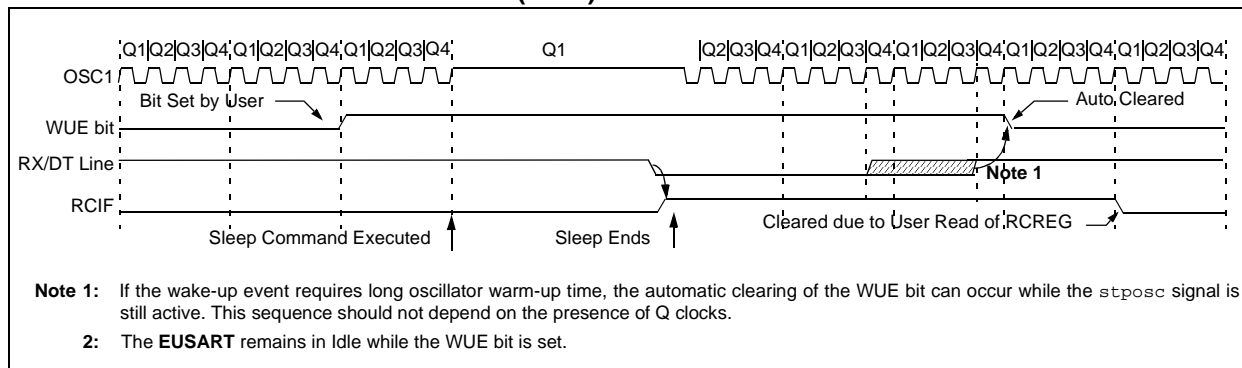 Q1 Q2 Q3 Q4 Q1 Q2 Q3 Q4 Q1 Q2 Q3 Q4 Q1 Q2 Q3 Q4 Q1 Q2 Q3 Q4 Q1 Q2 Q3 Q4 Q1 Q2 Q3 Q4 Q1 Q2 Q3 Q4
OSC1
Bit Set by User
Auto Cleared
WUE bit
RX/DT Line
Note 1
RCIF
Cleared due to User Read of RCREG
Sleep Command Executed
Sleep Ends
Note 1: If the wake-up event requires long oscillator warm-up time, the automatic clearing of the WUE bit can occur while the stposc signal is
still active. This sequence should not depend on the presence of Q clocks.
2: The EUSART remains in Idle while the WUE bit is set.